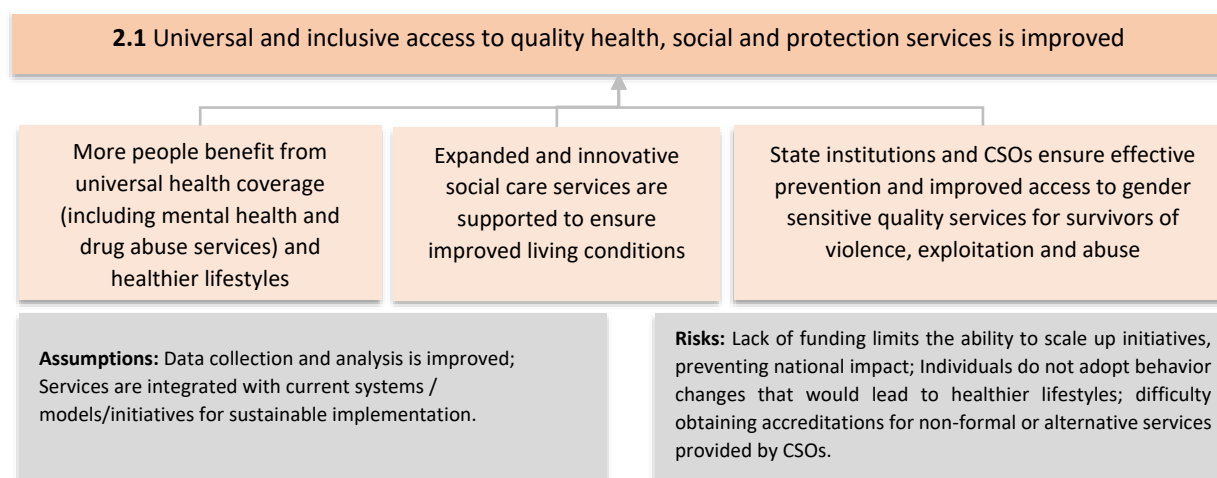 2.1 Universal and inclusive access to quality health, social and protection services is improved
More people benefit from
universal health coverage
(including mental health and
drug abuse services) and
healthier lifestyles
Expanded and innovative
social care services are
supported to ensure
improved living conditions
State institutions and CSOs ensure effective
prevention and improved access to gender
sensitive quality services for survivors of
violence, exploitation and abuse
Assumptions: Data collection and analysis is improved;
Services are integrated with current systems /
models/initiatives for sustainable implementation.
Risks: Lack of funding limits the ability to scale up initiatives,
preventing national impact; Individuals do not adopt behavior
changes that would lead to healthier lifestyles; difficulty
obtaining accreditations for non-formal or alternative services
provided by CSOs.